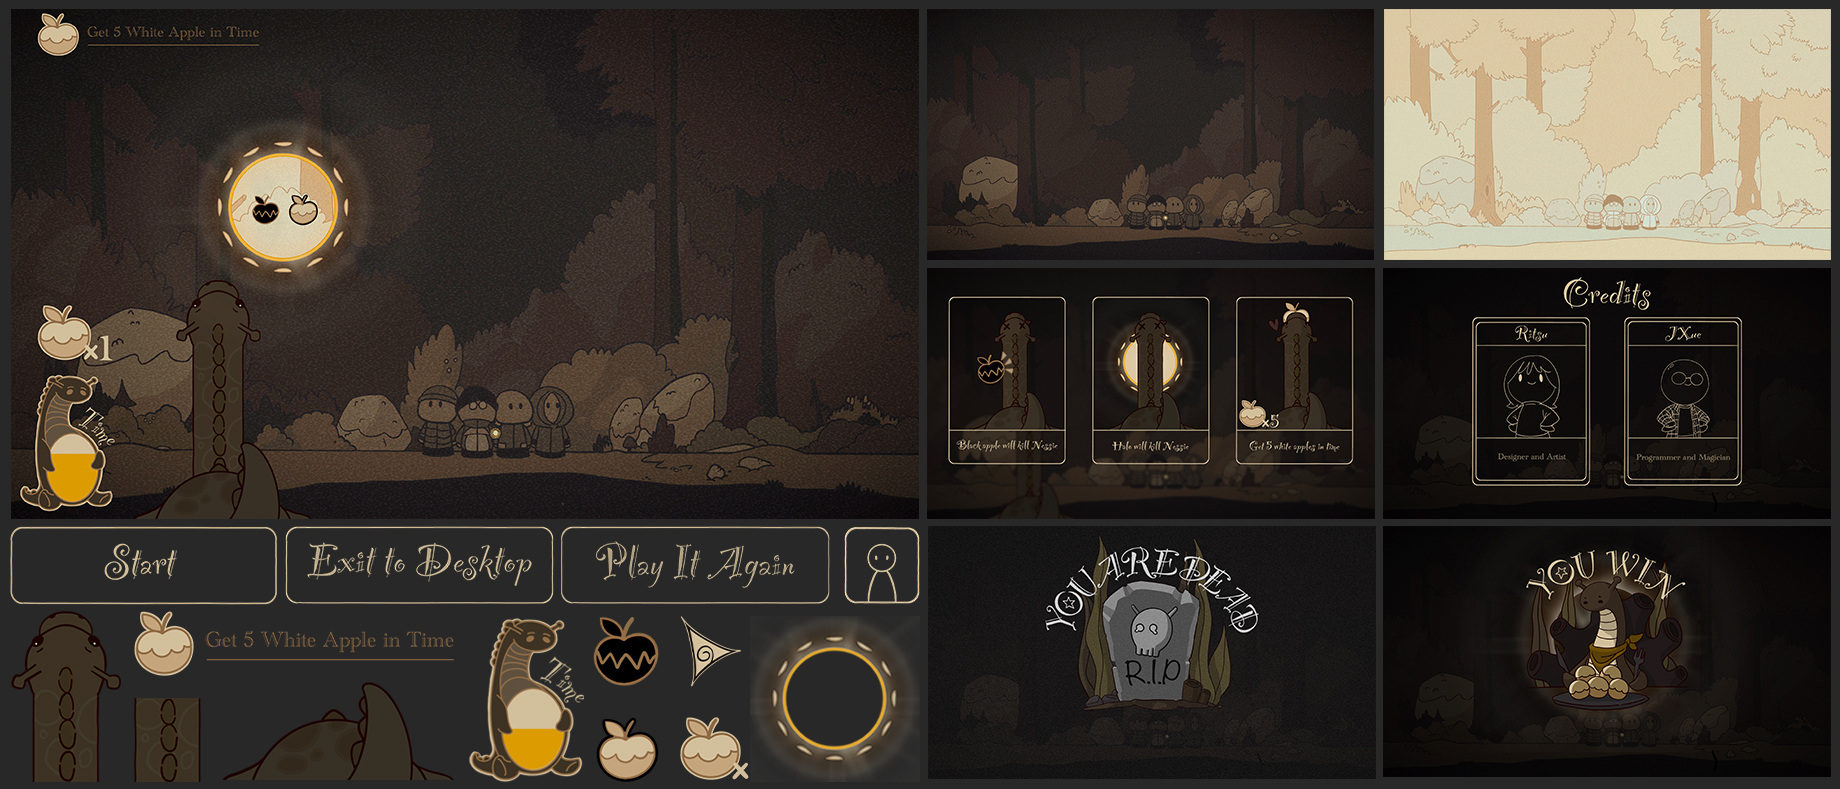 Get 5 White Apple in Time
×1
Time
Black apple will kill Nessie
Halo will kill Nessie
×5
Get 5 white apples in time
Credits
Ritsu
JXue
Designer and Artist
Programmer and Magician
Start
Exit to Desktop
Play It Again
Get 5 White Apple in Time
Time
×
YOU ARE DEAD
R.I.P
YOU WIN